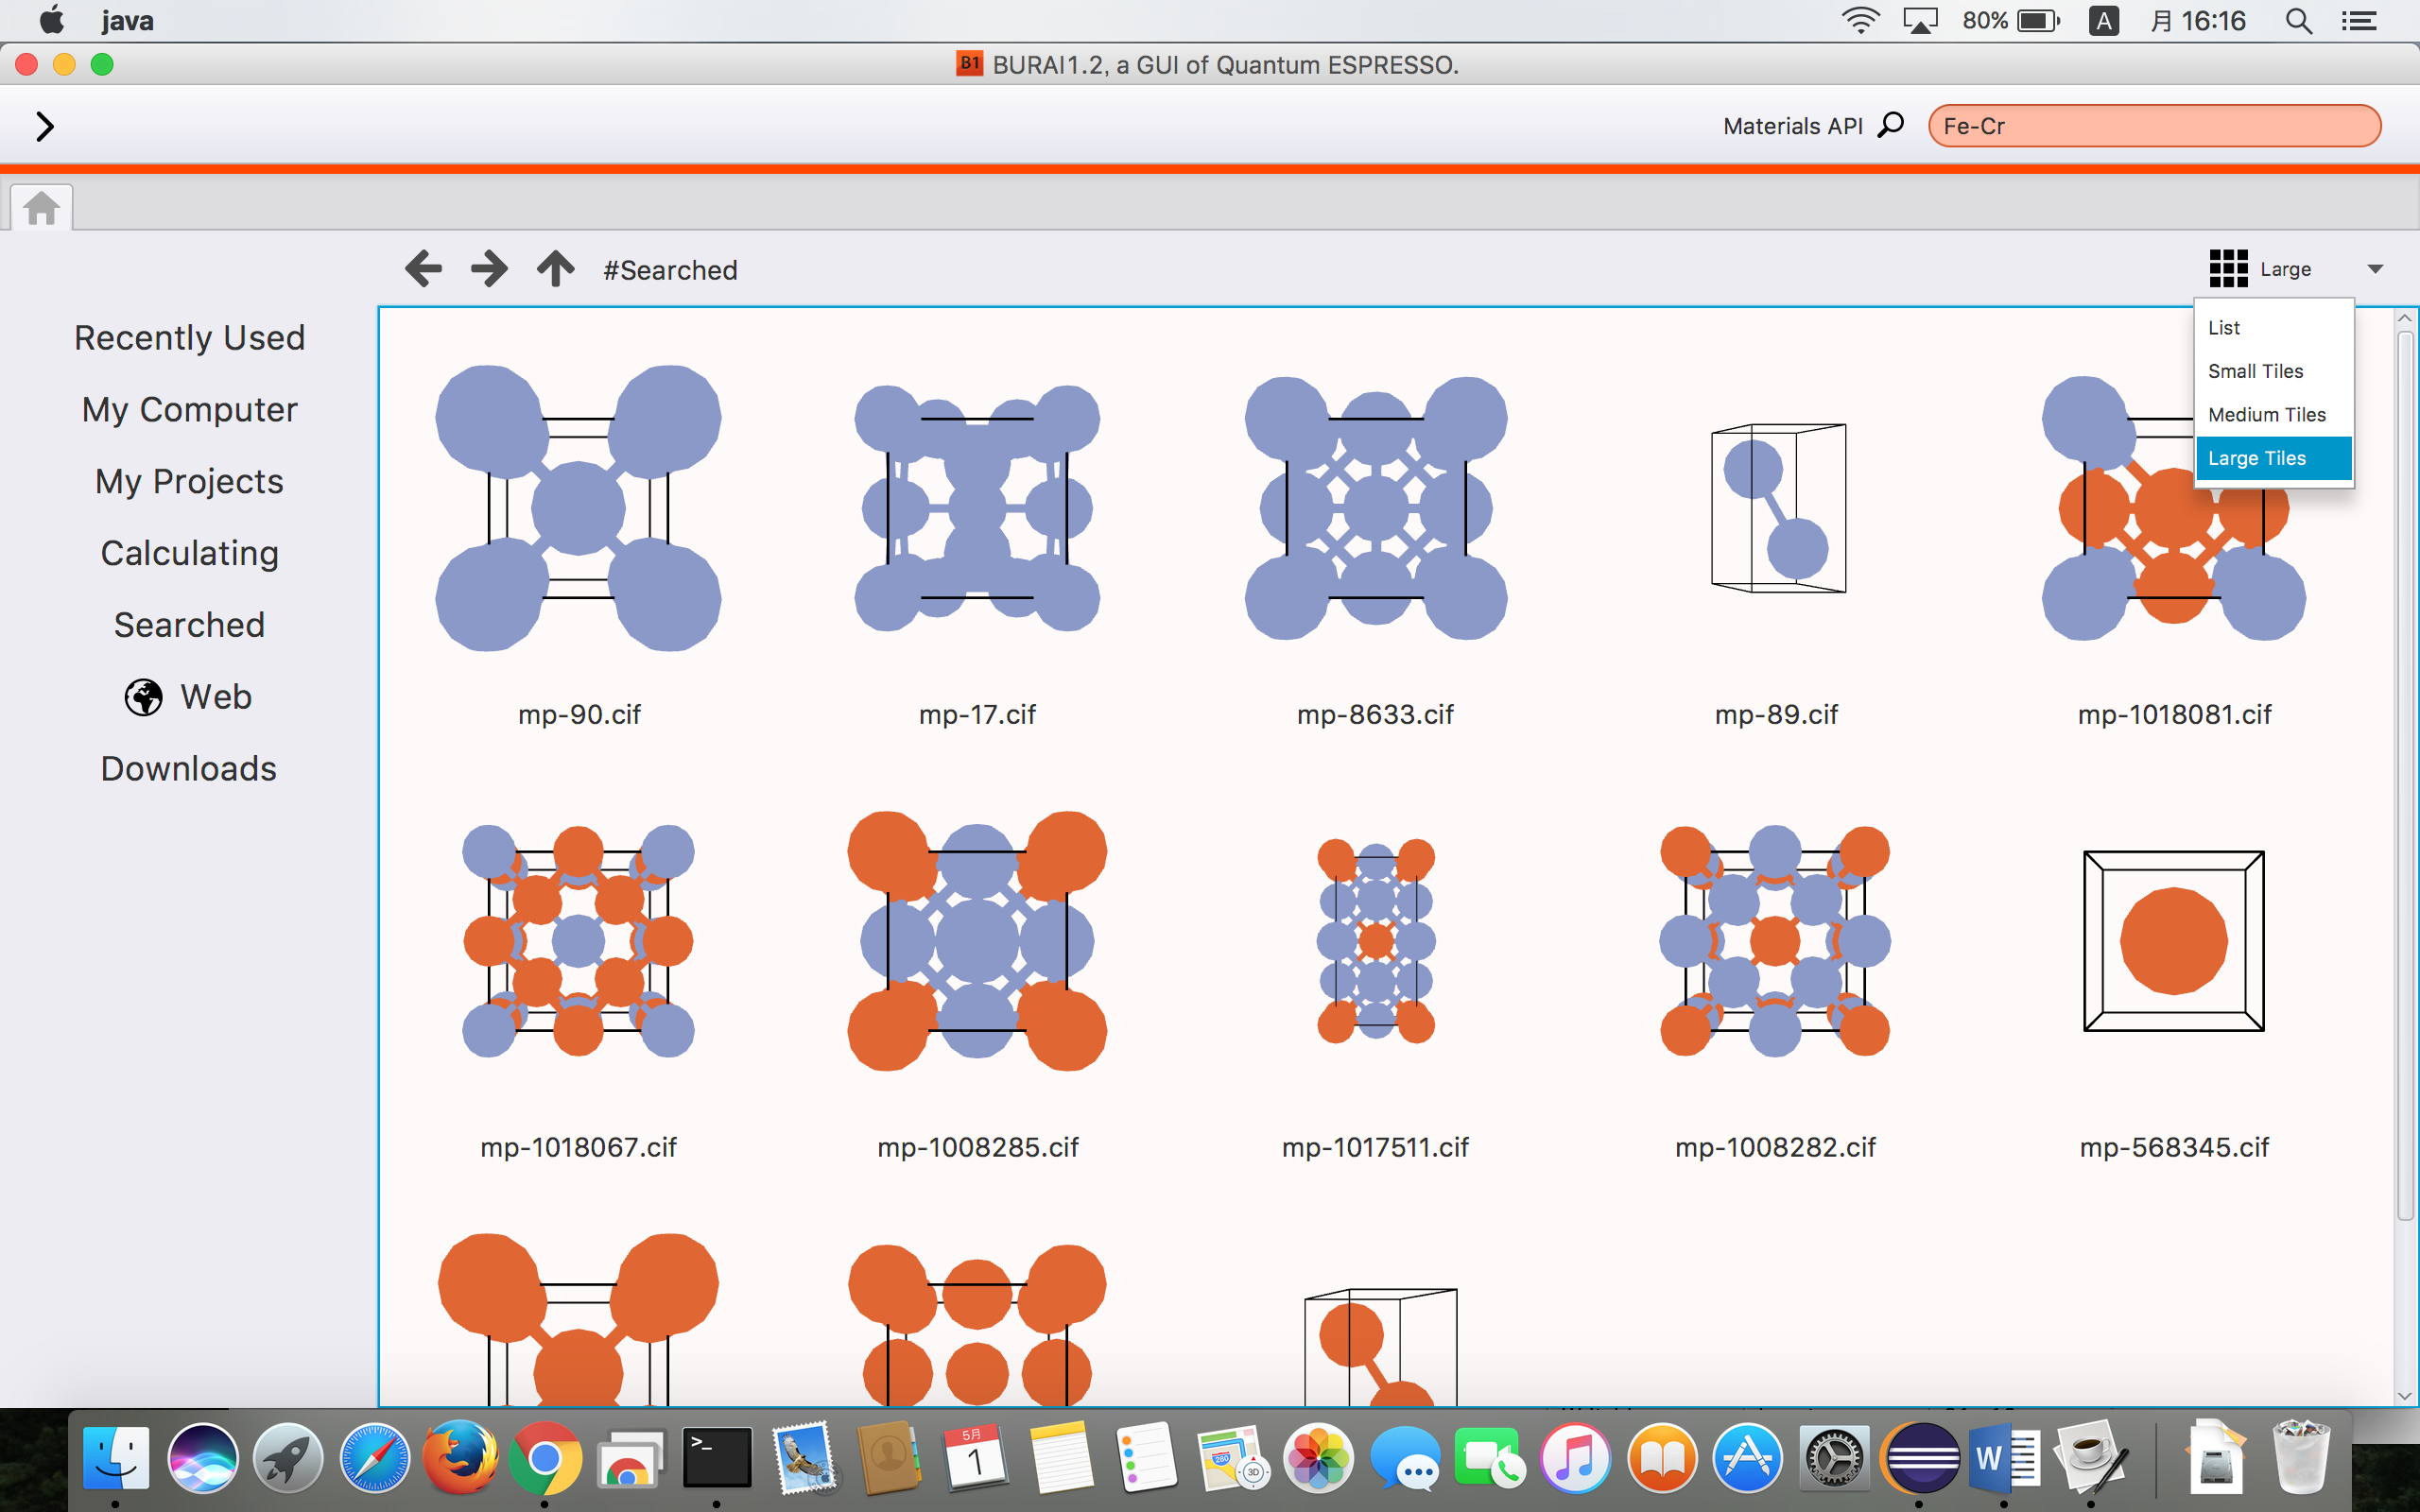 java
80%
A
月 16:16
B1 BURAI1.2, a GUI of Quantum ESPRESSO.
Materials API
Fe-Cr
#Searched
Large
List
Small Tiles
Medium Tiles
Large Tiles
Recently Used
My Computer
My Projects
Calculating
Searched
Web
Downloads
mp-90.cif
mp-17.cif
mp-8633.cif
mp-89.cif
mp-1018081.cif
mp-1018067.cif
mp-1008285.cif
mp-1017511.cif
mp-1008282.cif
mp-568345.cif
>_
5月
1
280
3D
W